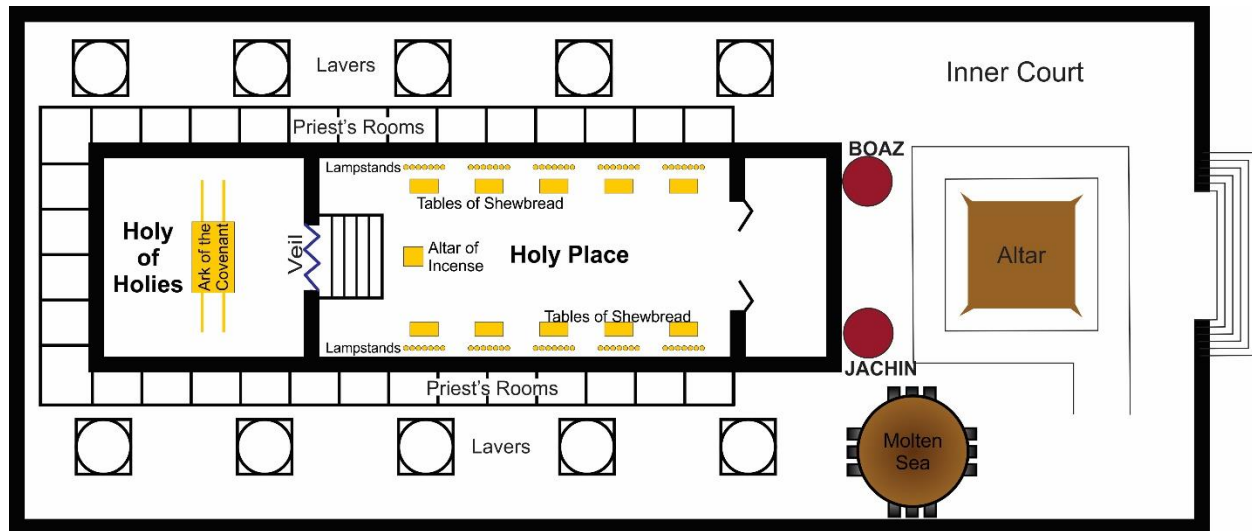 Lavers
Inner Court
Priest's Rooms
BOAZ
Lampstands
Tables of Shewbread
Holy
of
Holies
Ark of the
Covenant
Veil
Altar of
Incense
Holy Place
Altar
Tables of Shewbread
Lampstands
JACHIN
Priest's Rooms
Lavers
Molten
Sea